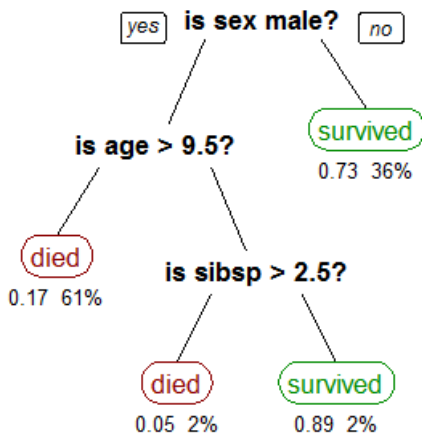 yes is sex male? no
survived
0.73 36%
is age > 9.5?
died
0.17 61%
is sibsp > 2.5?
died survived
0.05 2% 0.89 2%